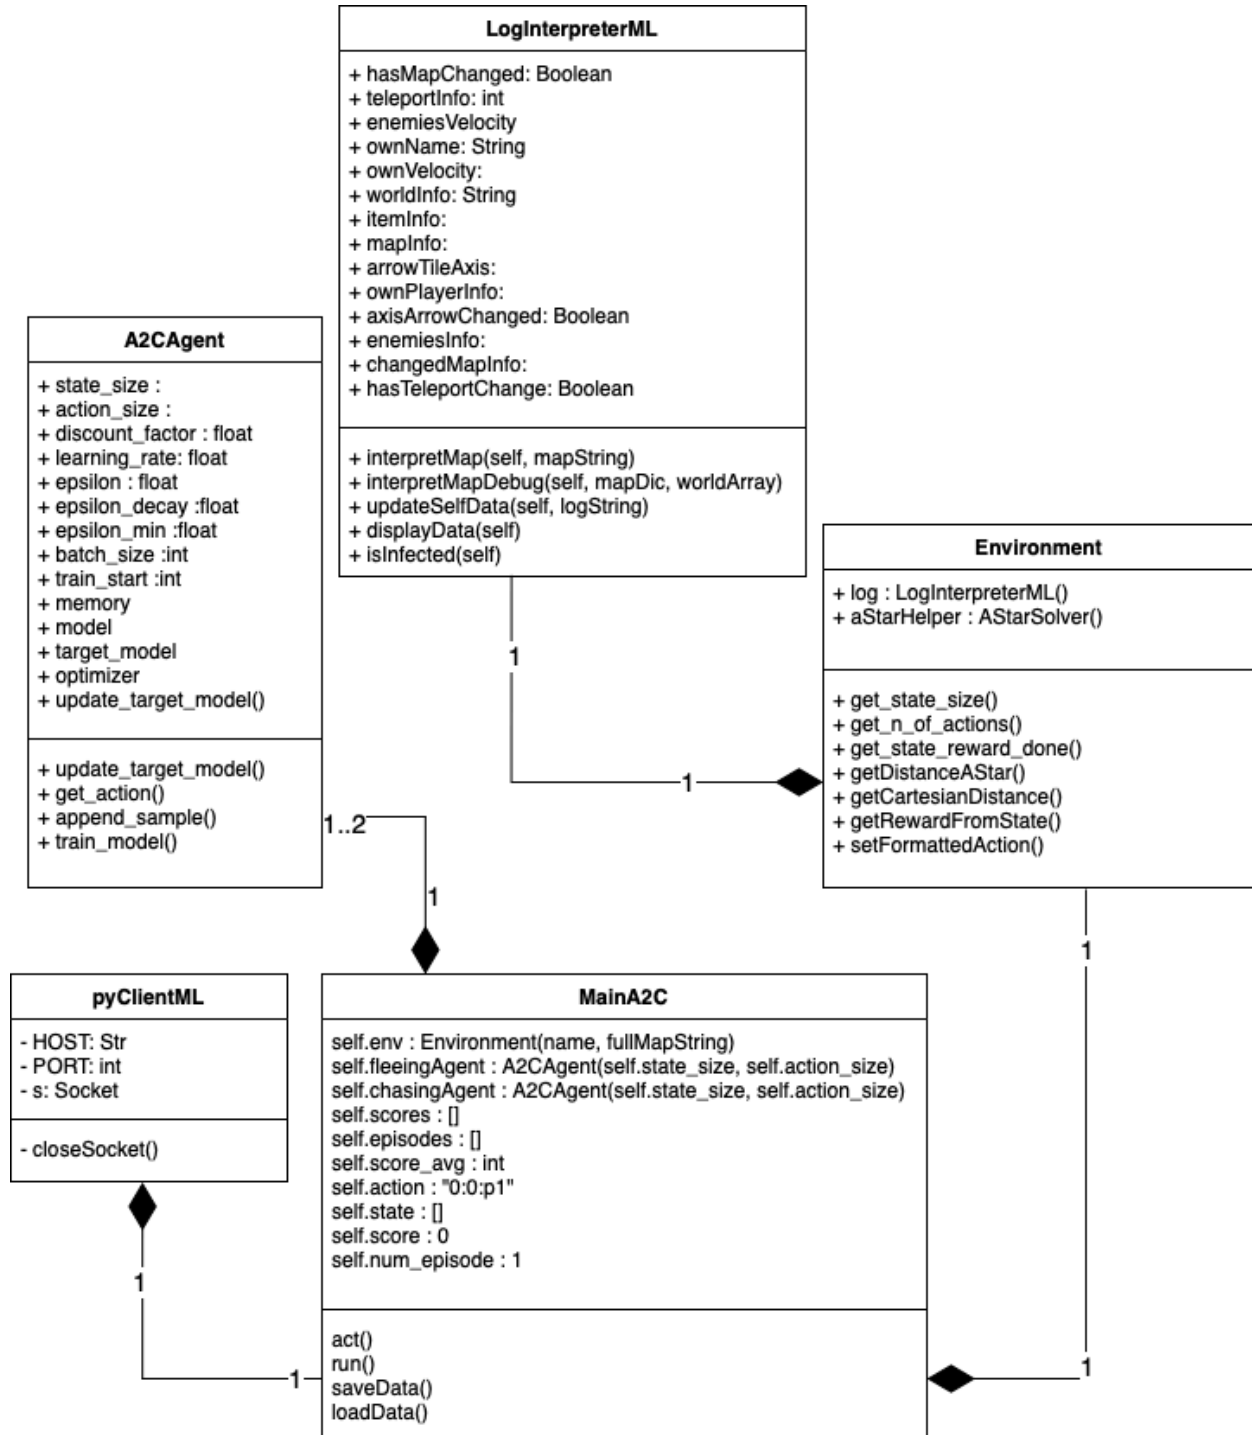 LogInterpreterML
+ hasMapChanged: Boolean
+ teleportInfo: int
+ enemiesVelocity
+ ownName: String
+ ownVelocity:
+ worldInfo: String
+ itemInfo:
+ mapInfo:
+ arrowTileAxis:
+ ownPlayerInfo:
+ axisArrowChanged: Boolean
+ enemiesInfo:
+ changedMapInfo:
+ hasTeleportChange: Boolean
+ interpretMap(self, mapString)
+ interpretMapDebug(self, mapDic, worldArray)
+ updateSelfData(self, logString)
+ displayData(self)
+ isInfected(self)
A2CAgent
+ state_size :
+ action_size :
+ discount_factor : float
+ learning_rate: float
+ epsilon : float
+ epsilon_decay :float
+ epsilon_min :float
+ batch_size :int
+ train_start :int
+ memory
+ model
+ target_model
+ optimizer
+ update_target_model()
+ update_target_model()
+ get_action()
+ append_sample()
+ train_model()
Environment
+ log : LogInterpreterML()
+ aStarHelper : AStarSolver()
+ get_state_size()
+ get_n_of_actions()
+ get_state_reward_done()
+ getDistanceAStar()
+ getCartesianDistance()
+ getRewardFromState()
+ setFormattedAction()
1
1
1..2
1
1
pyClientML
- HOST: Str
- PORT: int
- s: Socket
- closeSocket()
MainA2C
self.env : Environment(name, fullMapString)
self.fleeingAgent : A2CAgent(self.state_size, self.action_size)
self.chasingAgent : A2CAgent(self.state_size, self.action_size)
self.scores : []
self.episodes : []
self.score_avg : int
self.action : "0:0:p1"
self.state : []
self.score : 0
self.num_episode : 1
act()
run()
saveData()
loadData()
1
1
1